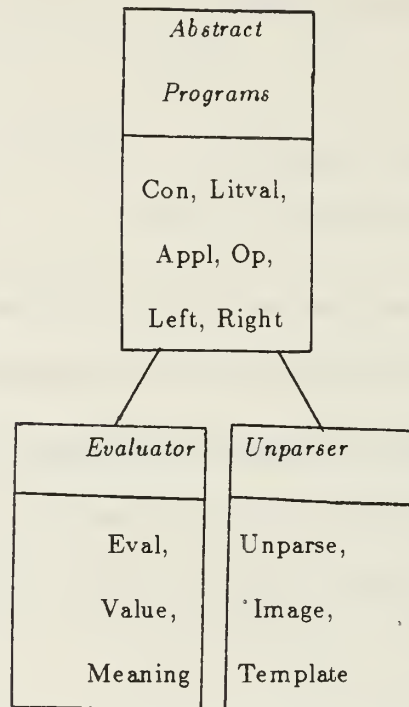 Abstract
Programs
Con, Litval,
Appl, Op,
Left, Right
Evaluator
Eval,
Value,
Meaning
Unparser
Unparse,
Image,
Template